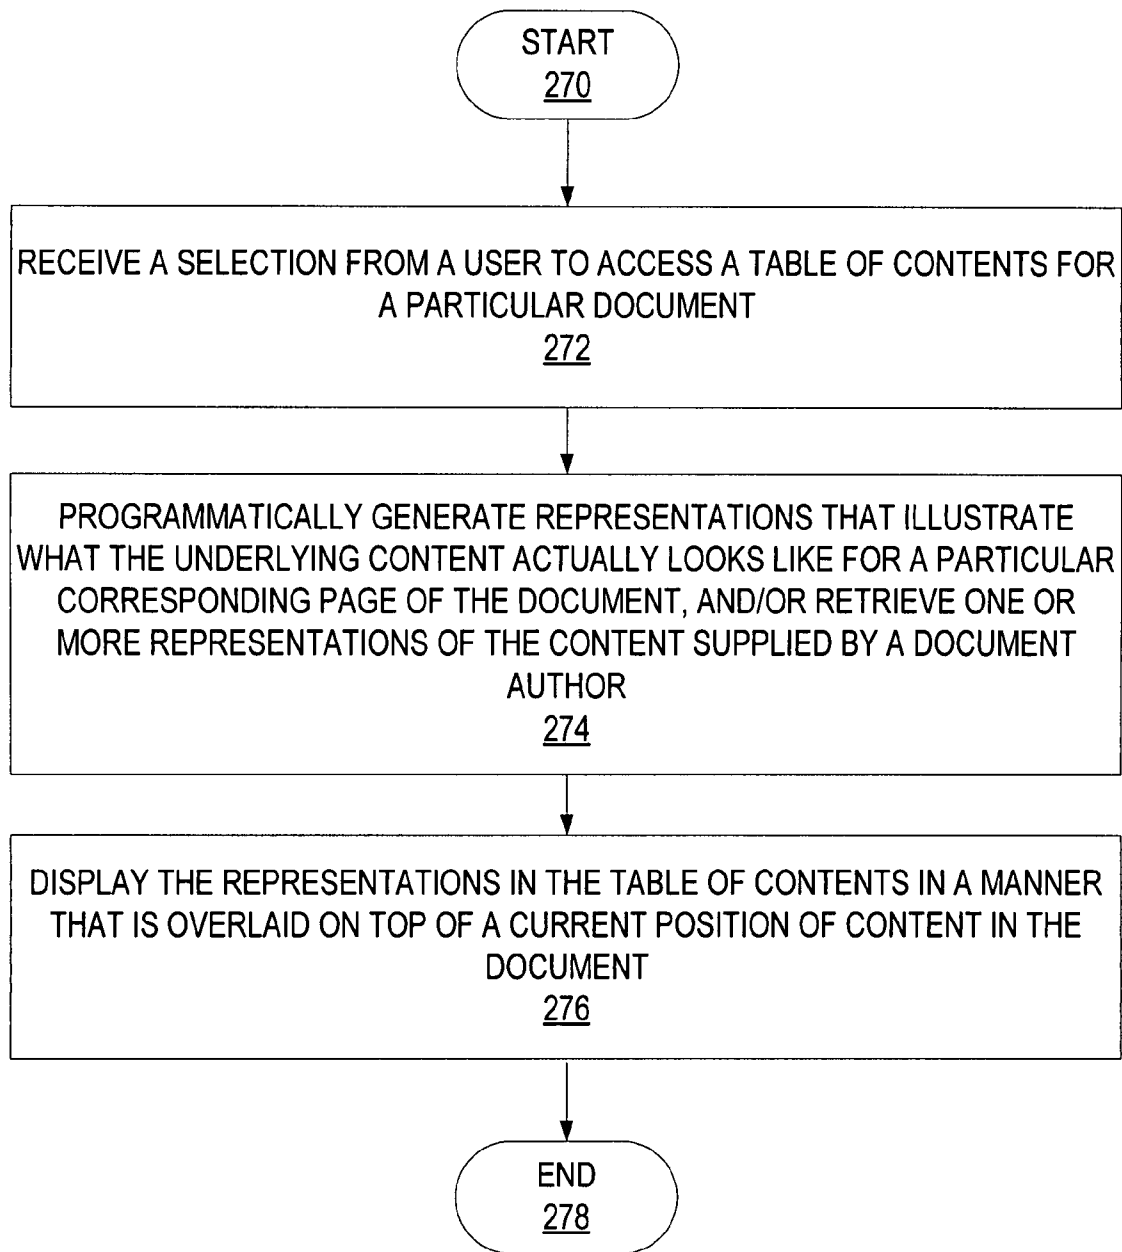 START
270
RECEIVE A SELECTION FROM A USER TO ACCESS A TABLE OF CONTENTS FOR
A PARTICULAR DOCUMENT
272
PROGRAMMATICALLY GENERATE REPRESENTATIONS THAT ILLUSTRATE
WHAT THE UNDERLYING CONTENT ACTUALLY LOOKS LIKE FOR A PARTICULAR
CORRESPONDING PAGE OF THE DOCUMENT, AND/OR RETRIEVE ONE OR
MORE REPRESENTATIONS OF THE CONTENT SUPPLIED BY A DOCUMENT
AUTHOR
274
DISPLAY THE REPRESENTATIONS IN THE TABLE OF CONTENTS IN A MANNER
THAT IS OVERLAID ON TOP OF A CURRENT POSITION OF CONTENT IN THE
DOCUMENT
276
END
278